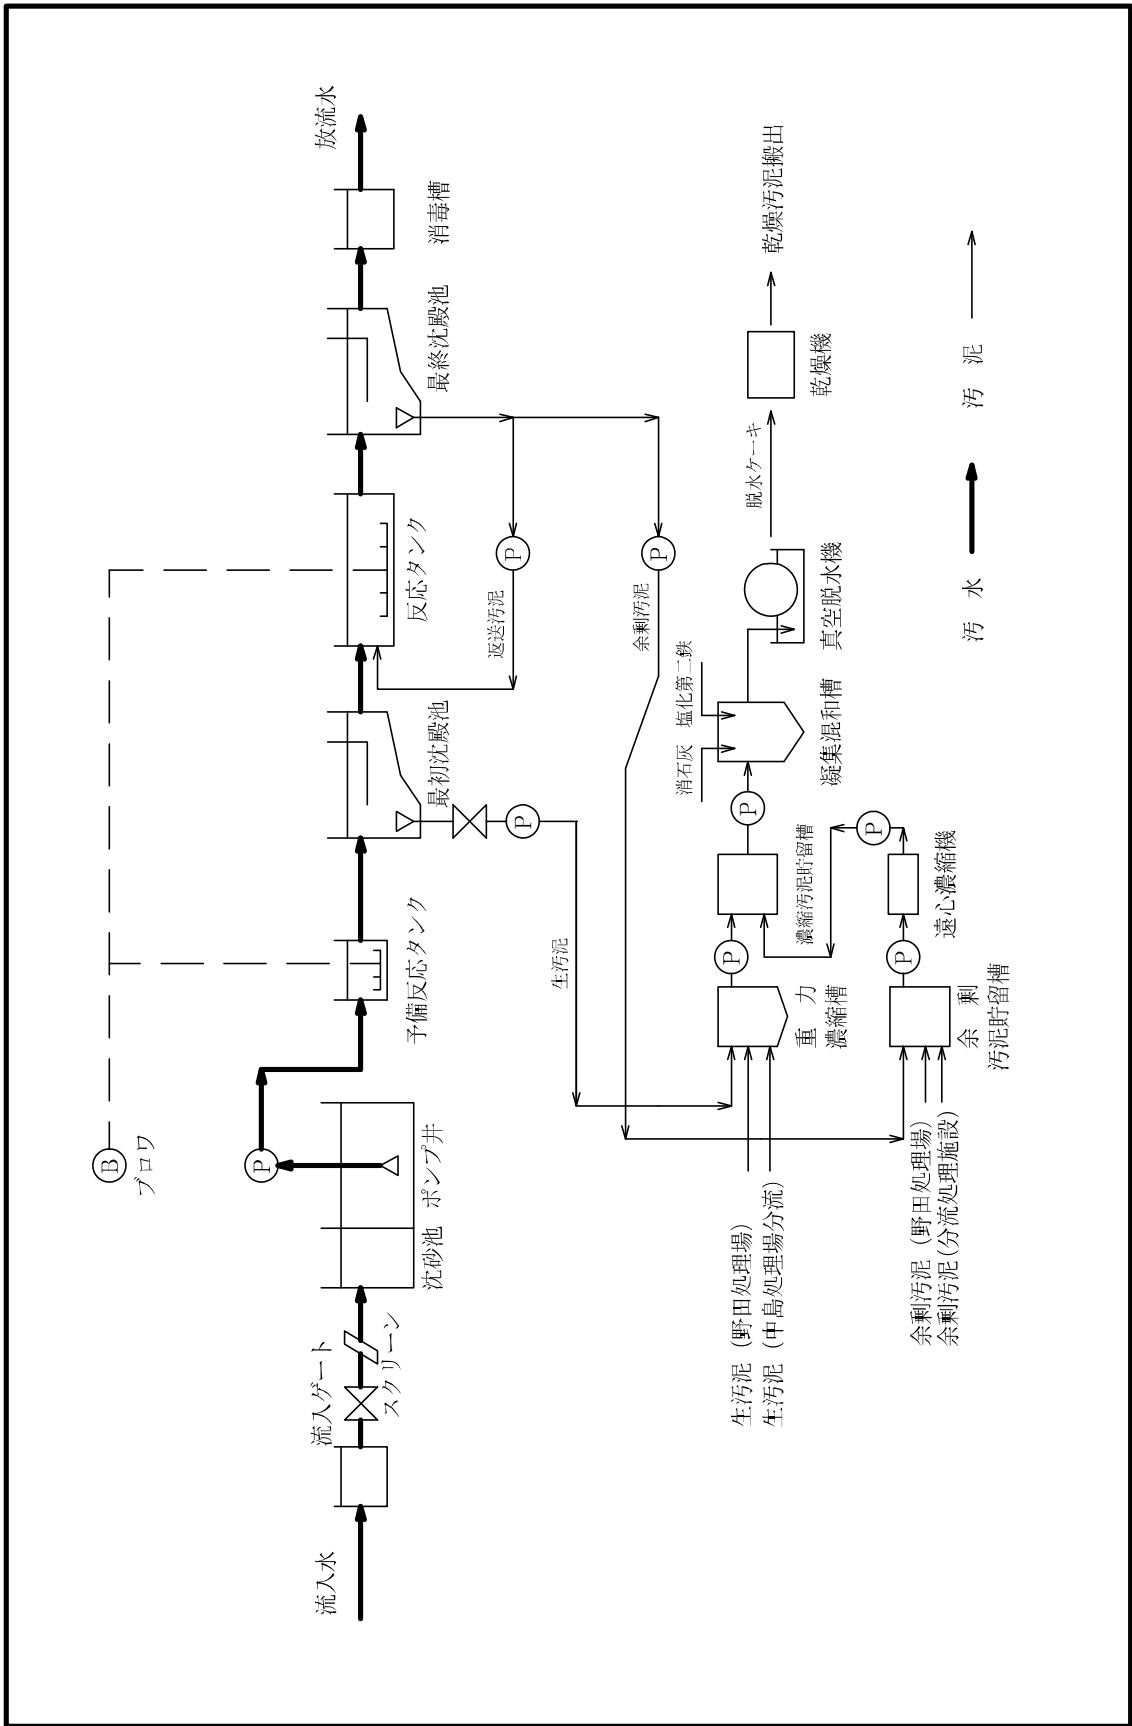 B
ブロワ
流入水
流入ゲート
スクリーン
沈砂池
ポンプ井
P
予備反応タンク
最初沈殿池
反応タンク
最終沈殿池
消毒槽
放流水
P
生汚泥
P
返送汚泥
P
余剰汚泥
生汚泥（野田処理場）
生汚泥（中島処理場分流）
重力
濃縮槽
P
濃縮汚泥貯留槽
P
消石灰
塩化第二鉄
凝集混和槽
真空脱水機
脱水ケーキ
乾燥機
乾燥汚泥搬出
余剰汚泥（野田処理場）
余剰汚泥（分流処理施設）
余剰
汚泥貯留槽
P
遠心濃縮機
P
汚水
汚泥